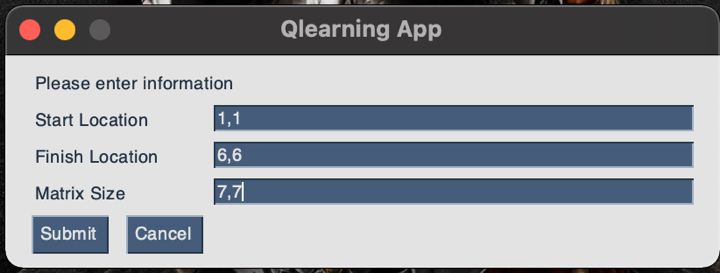 Qlearning App
Please enter information
Start Location 1,1
Finish Location 6,6
Matrix Size 7,7
Submit Cancel